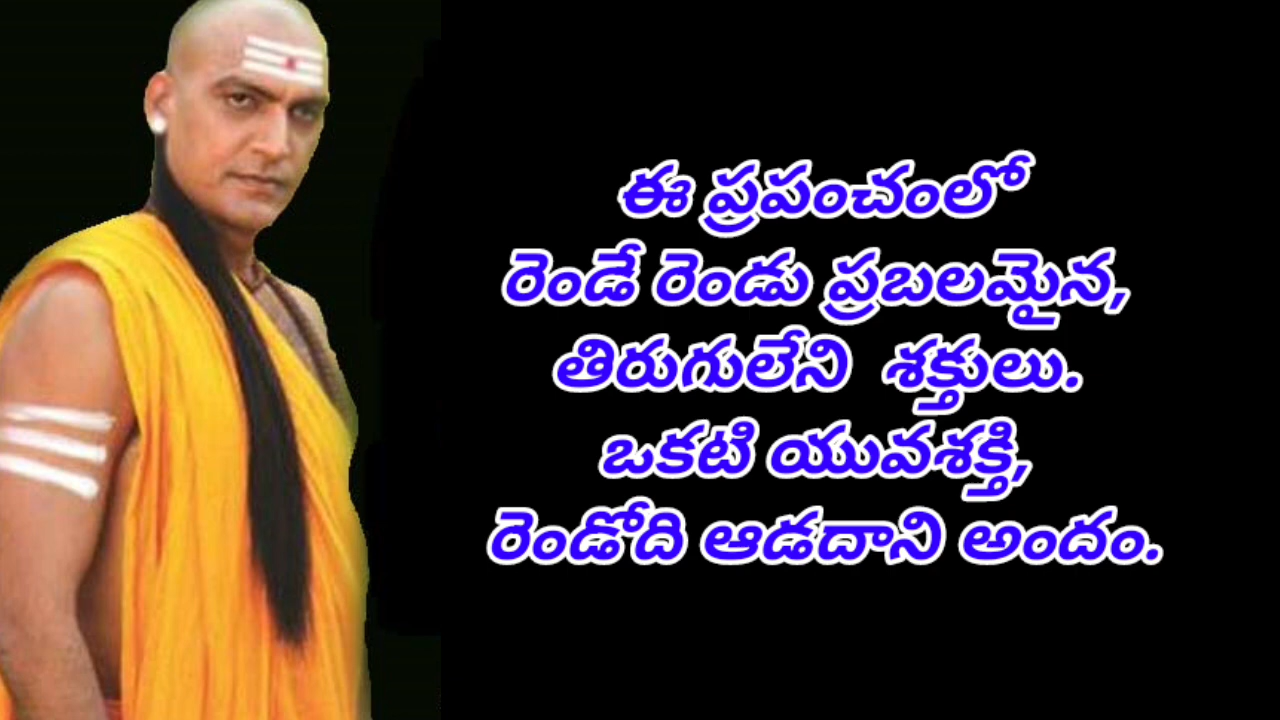 ఈ ప్రపంచంలో
రెండే రెండు ప్రబలమైన,
తిరుగులేని శక్తులు.
ఒకటి యువశక్తి,
రెండోది ఆడదాని అందం.